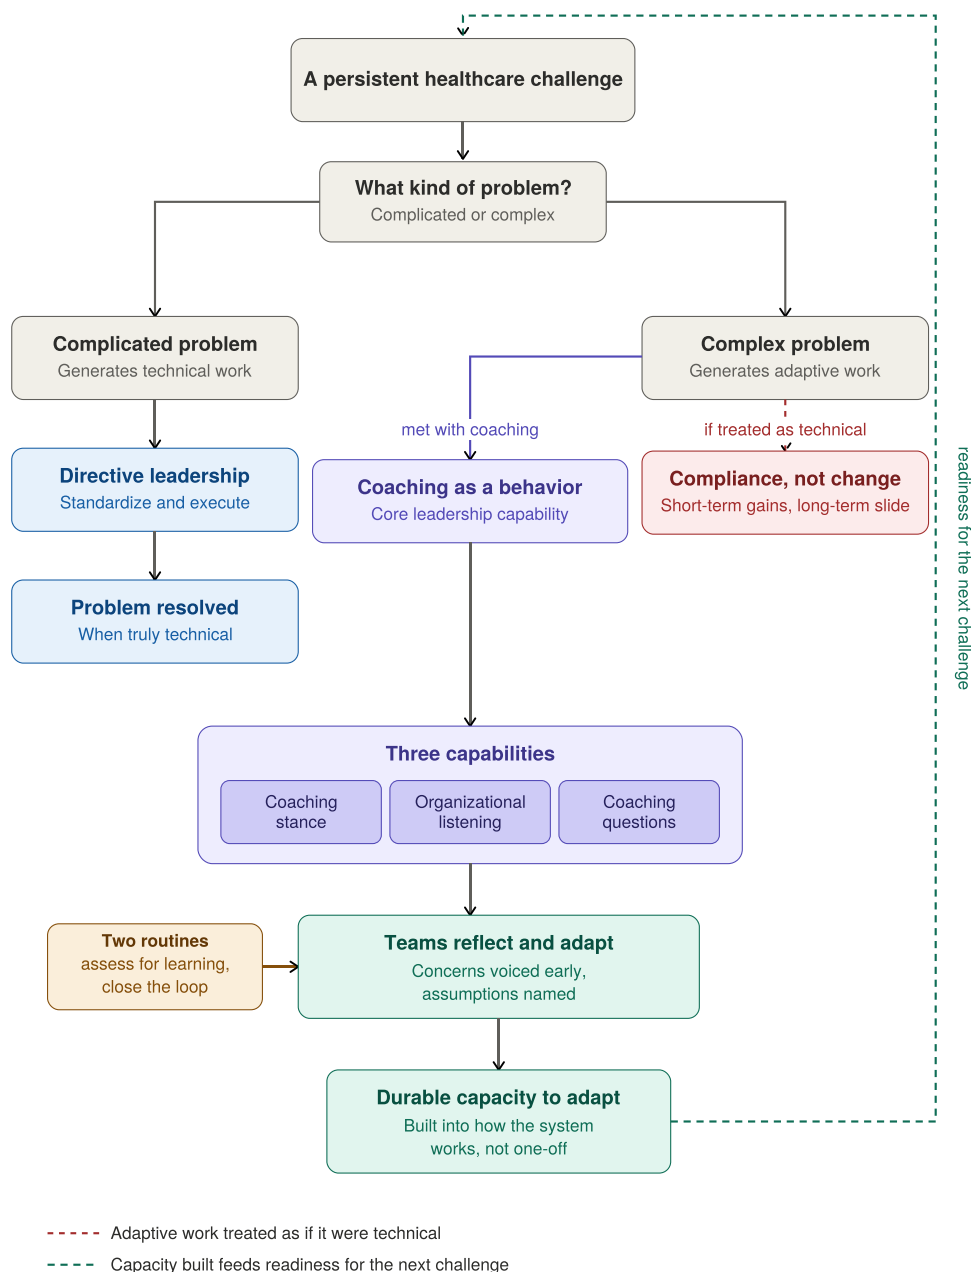 A persistent healthcare challenge
What kind of problem?
Complicated or complex
Complicated problem
Generates technical work
Complex problem
Generates adaptive work
met with coaching
if treated as technical
Directive leadership
Standardize and execute
Coaching as a behavior
Core leadership capability
Compliance, not change
Short-term gains, long-term slide
readiness for the next challenge
Problem resolved
When truly technical
Three capabilities
Coaching
stance
Organizational
listening
Coaching
questions
Two routines
assess for learning,
close the loop
Teams reflect and adapt
Concerns voiced early,
assumptions named
Durable capacity to adapt
Built into how the system
works, not one-off
Adaptive work treated as if it were technical
Capacity built feeds readiness for the next challenge